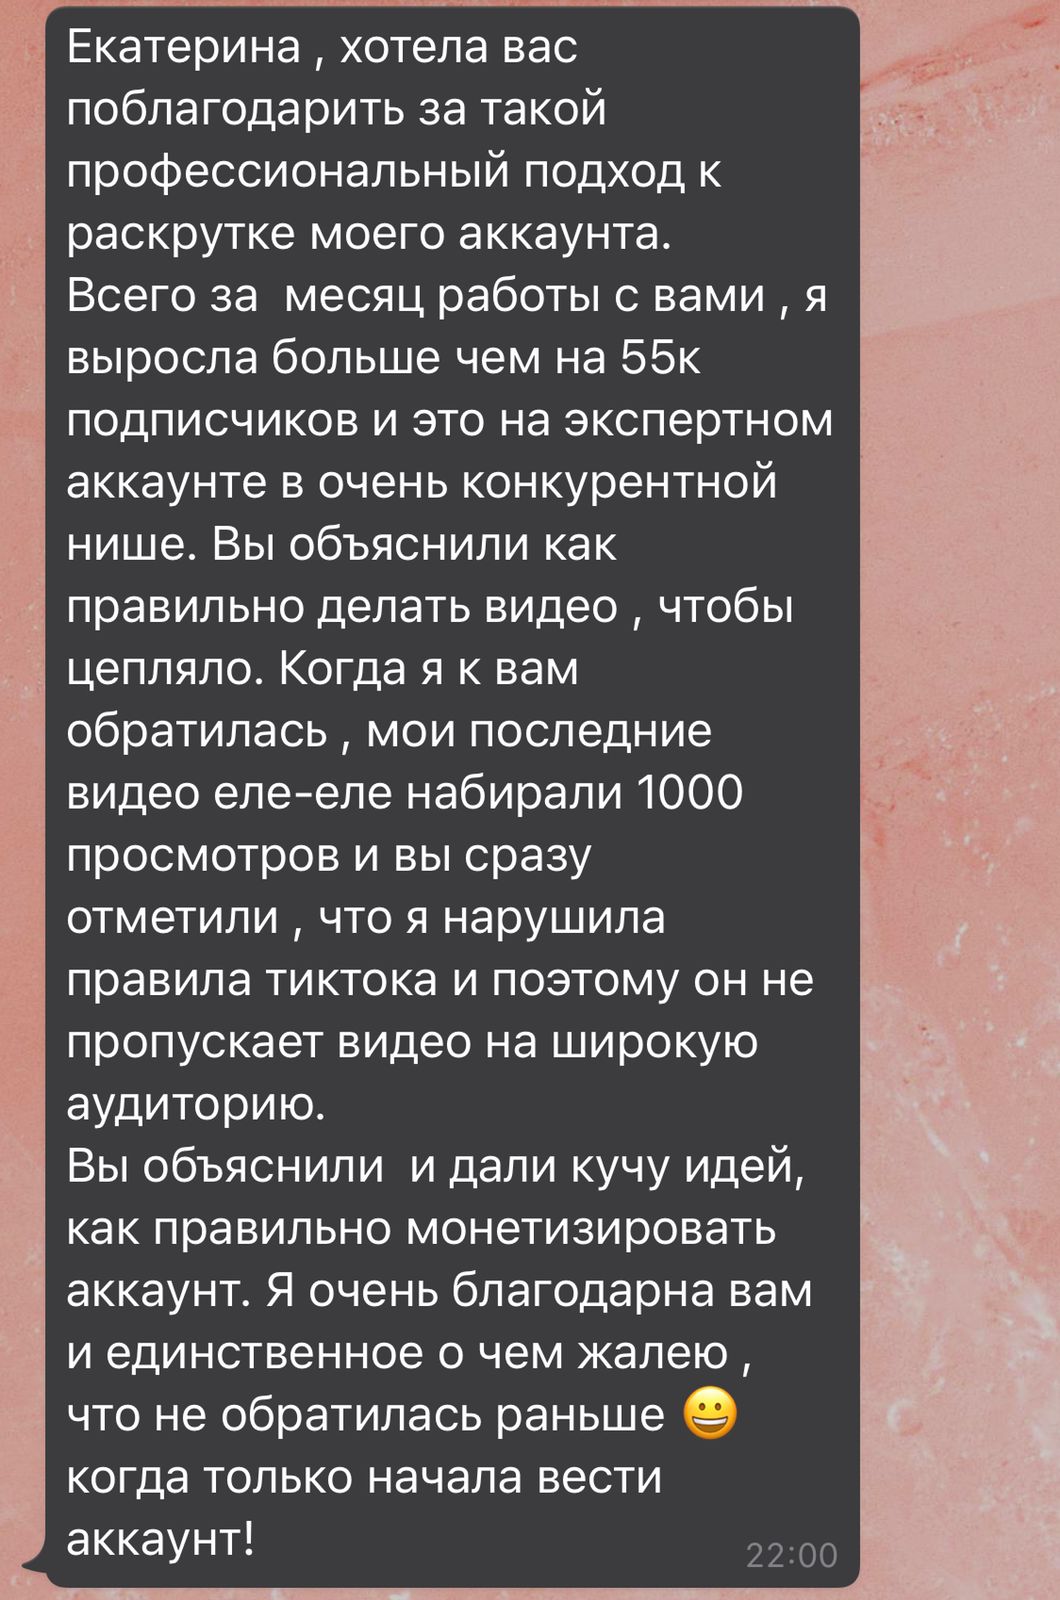 Екатерина , хотела вас
поблагодарить за такой
профессиональный подход к
раскрутке моего аккаунта.
Всего за  месяц работы с вами , я
выросла больше чем на 55к
подписчиков и это на экспертном
аккаунте в очень конкурентной
нише. Вы объяснили как
правильно делать видео , чтобы
цепляло. Когда я к вам
обратилась , мои последние
видео еле-еле набирали 1000
просмотров и вы сразу
отметили , что я нарушила
правила тиктока и поэтому он не
пропускает видео на широкую
аудиторию.
Вы объяснили  и дали кучу идей,
как правильно монетизировать
аккаунт. Я очень благодарна вам
и единственное о чем жалею ,
что не обратилась раньше 😀
когда только начала вести
аккаунт!
22:00